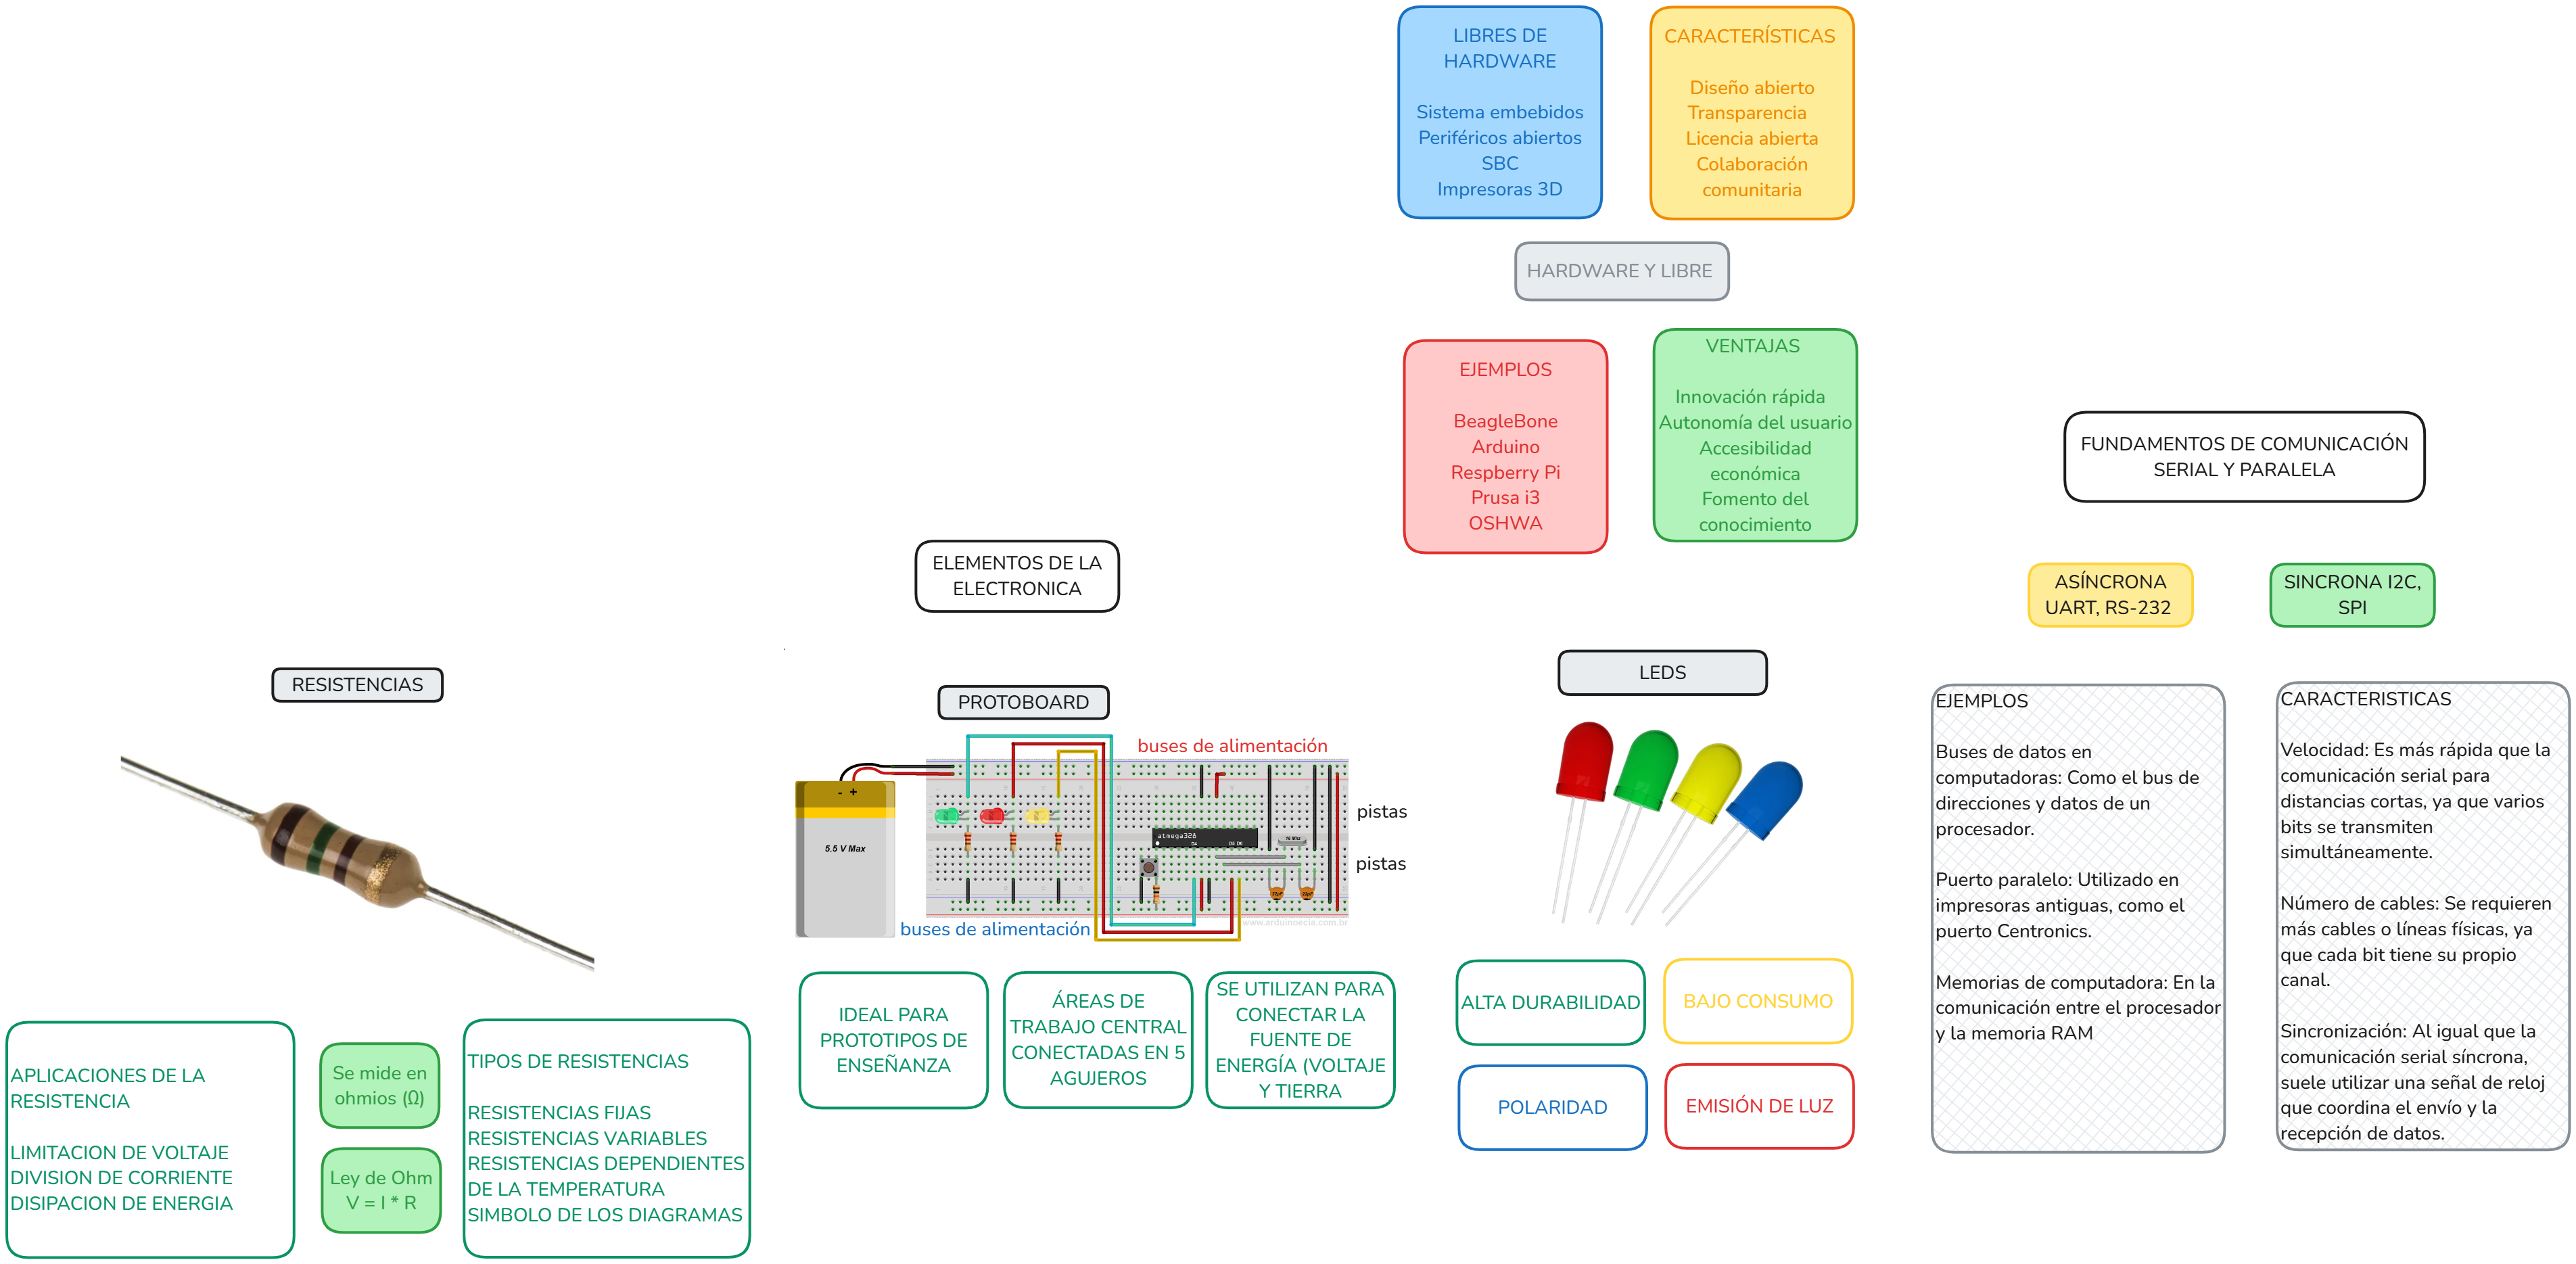 LIBRES DE
HARDWARE
Sistema embebidos
Periféricos abiertos
SBC
Impresoras 3D
CARACTERÍSTICAS
Diseño abierto
Transparencia
Licencia abierta
Colaboración
comunitaria
HARDWARE Y LIBRE
EJEMPLOS
BeagleBone
Arduino
Respberry Pi
Prusa i3
OSHWA
VENTAJAS
Innovación rápida
Autonomía del usuario
Accesibilidad
económica
Fomento del
conocimiento
FUNDAMENTOS DE COMUNICACIÓN
SERIAL Y PARALELA
ASÍNCRONA
UART, RS-232
SINCRONA I2C,
SPI
ELEMENTOS DE LA
ELECTRONICA
RESISTENCIAS
PROTOBOARD
LEDS
buses de alimentación
- +
5.5 V Max
atmega328
pistas
pistas
buses de alimentación
www.arduinoecia.com.br
EJEMPLOS
Buses de datos en
computadoras: Como el bus de
direcciones y datos de un
procesador.
Puerto paralelo: Utilizado en
impresoras antiguas, como el
puerto Centronics.
Memorias de computadora: En la
comunicación entre el procesador
y la memoria RAM
CARACTERISTICAS
Velocidad: Es más rápida que la
comunicación serial para
distancias cortas, ya que varios
bits se transmiten
simultáneamente.
Número de cables: Se requieren
más cables o líneas físicas, ya
que cada bit tiene su propio
canal.
Sincronización: Al igual que la
comunicación serial síncrona,
suele utilizar una señal de reloj
que coordina el envío y la
recepción de datos.
APLICACIONES DE LA
RESISTENCIA
LIMITACION DE VOLTAJE
DIVISION DE CORRIENTE
DISIPACION DE ENERGIA
Se mide en
ohmios (Ω)
Ley de Ohm
V = I * R
TIPOS DE RESISTENCIAS
RESISTENCIAS FIJAS
RESISTENCIAS VARIABLES
RESISTENCIAS DEPENDIENTES
DE LA TEMPERATURA
SIMBOLO DE LOS DIAGRAMAS
IDEAL PARA
PROTOTIPOS DE
ENSEÑANZA
ÁREAS DE
TRABAJO CENTRAL
CONECTADAS EN 5
AGUJEROS
SE UTILIZAN PARA
CONECTAR LA
FUENTE DE
ENERGÍA (VOLTAJE
Y TIERRA
ALTA DURABILIDAD
BAJO CONSUMO
POLARIDAD
EMISIÓN DE LUZ